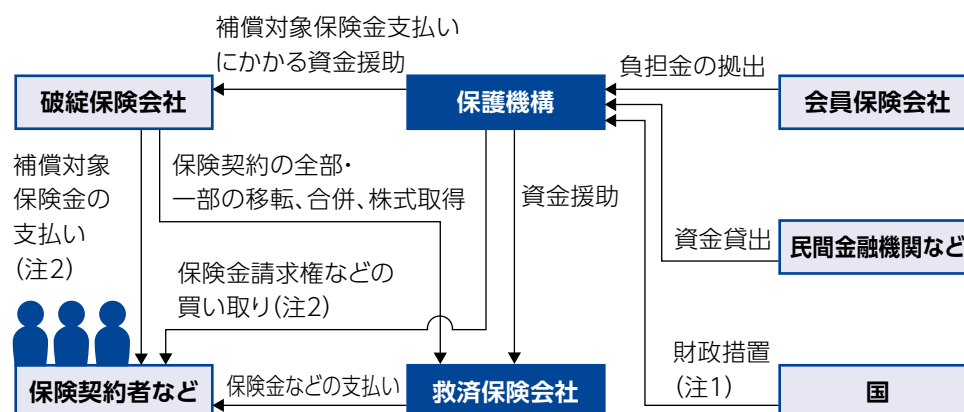 補償対象保険金支払い
にかかる資金援助
負担金の拠出
破綻保険会社
保護機構
会員保険会社
補償対象
保険金の
支払い
(注2)
保険契約の全部・
一部の移転、合併、株式取得
資金援助
資金貸出
民間金融機関など
保険金請求権などの
買い取り(注2)
財政措置
(注1)
保険契約者など
保険金などの支払い
救済保険会社
国